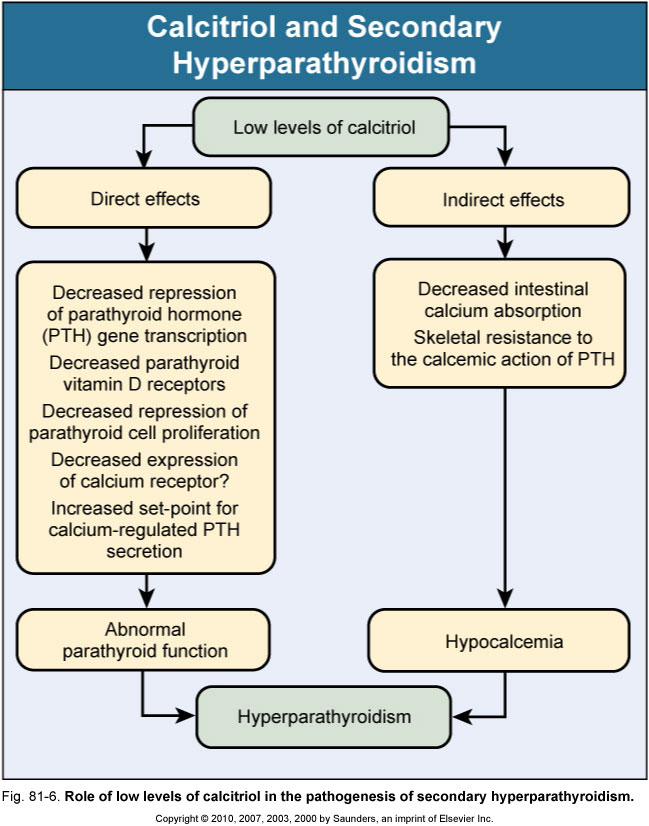 Calcitriol and Secondary
Hyperparathyroidism
Low levels of calcitriol
Direct effects
Indirect effects
Decreased repression
of parathyroid hormone
(PTH) gene transcription
Decreased parathyroid
vitamin D receptors
Decreased repression of
parathyroid cell proliferation
Decreased expression
of calcium receptor?
Increased set-point for
calcium-regulated PTH
secretion
Decreased intestinal
calcium absorption
Skeletal resistance to
the calcemic action of PTH
Abnormal
parathyroid function
Hypocalcemia
Hyperparathyroidism
Fig. 81-6. Role of low levels of calcitriol in the pathogenesis of secondary hyperparathyroidism.
Copyright © 2010, 2007, 2003, 2000 by Saunders, an imprint of Elsevier Inc.